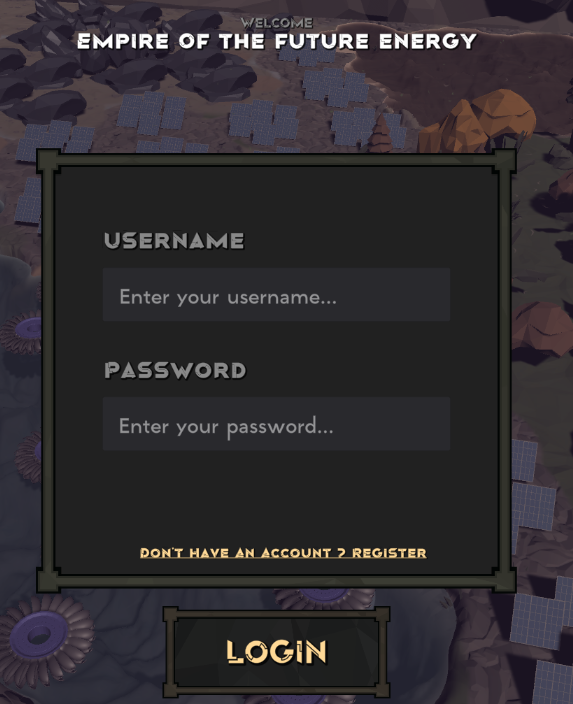 WELCOME
EMPIRE OF THE FUTURE ENERGY
USERNAME
Enter your username...
PASSWORD
Enter your password...
DON'T HAVE AN ACCOUNT ? REGISTER
LOGIN